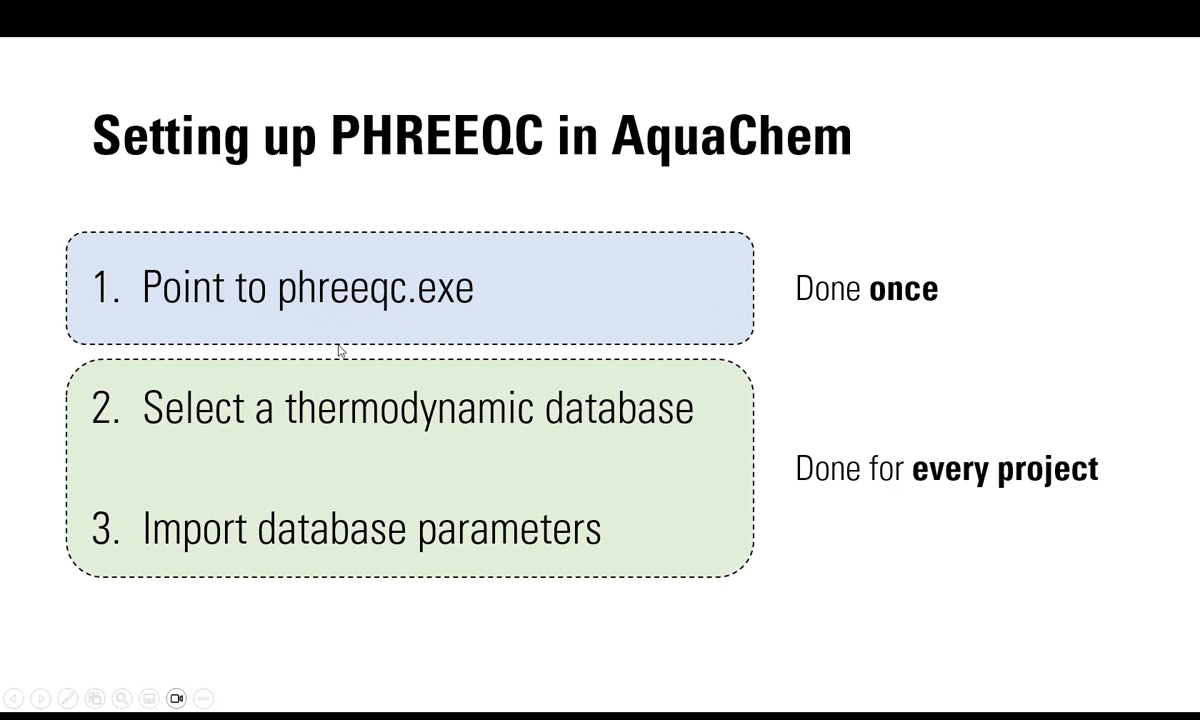 Setting up PHREEQC in AquaChem
1. Point to phreeqc.exe
Done once
2. Select a thermodynamic database
Done for every project
3. Import database parameters